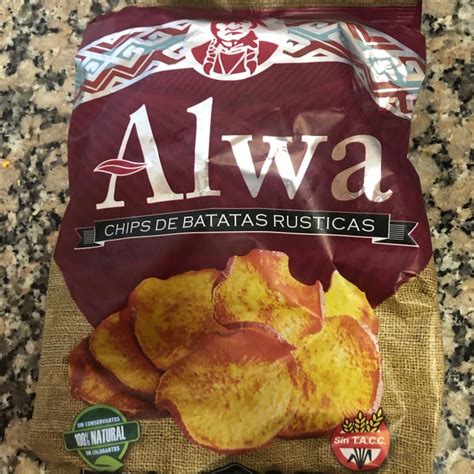 Alwa
CHIPS DE BATATAS RUSTICAS
SIN CONSERVANTES
100% NATURAL
SIN COLORANTES
Sin T.A.C.C.